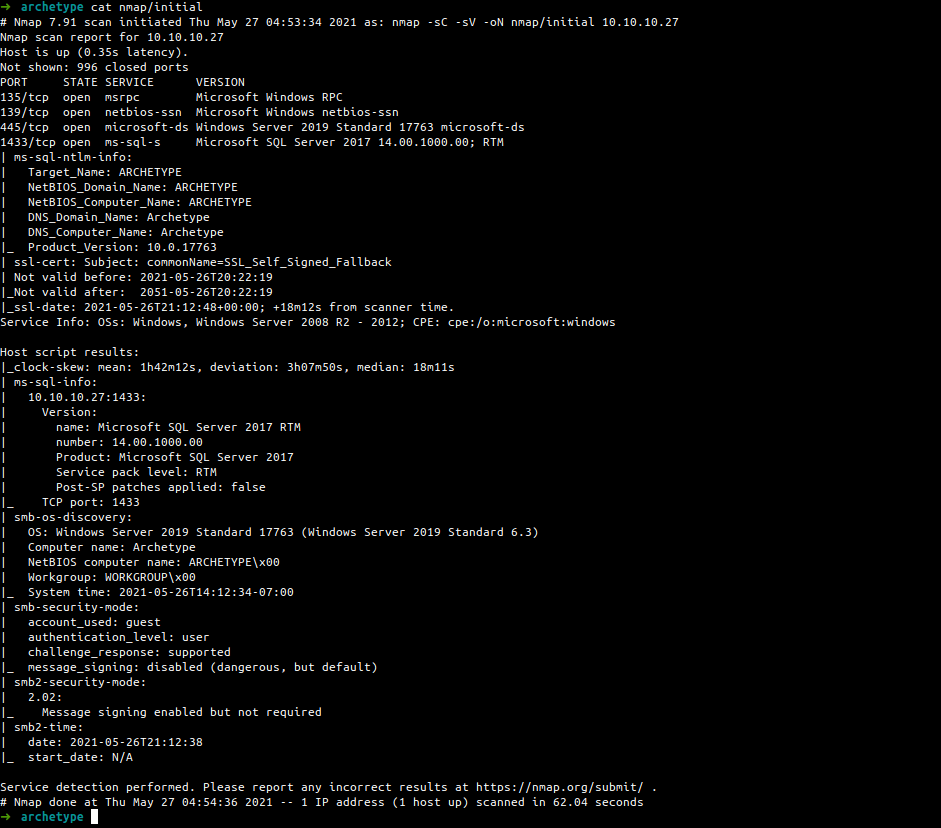 → archetype cat nmap/initial
# Nmap 7.91 scan initiated Thu May 27 04:53:34 2021 as: nmap -sC -sV -oN nmap/initial 10.10.10.27
Nmap scan report for 10.10.10.27
Host is up (0.35s latency).
Not shown: 996 closed ports
PORT     STATE SERVICE      VERSION
135/tcp  open  msrpc        Microsoft Windows RPC
139/tcp  open  netbios-ssn  Microsoft Windows netbios-ssn
445/tcp  open  microsoft-ds Windows Server 2019 Standard 17763 microsoft-ds
1433/tcp open  ms-sql-s     Microsoft SQL Server 2017 14.00.1000.00; RTM
| ms-sql-ntlm-info:
|   Target_Name: ARCHETYPE
|   NetBIOS_Domain_Name: ARCHETYPE
|   NetBIOS_Computer_Name: ARCHETYPE
|   DNS_Domain_Name: Archetype
|   DNS_Computer_Name: Archetype
|_  Product_Version: 10.0.17763
| ssl-cert: Subject: commonName=SSL_Self_Signed_Fallback
| Not valid before: 2021-05-26T20:22:19
|_Not valid after:  2051-05-26T20:22:19
|_ssl-date: 2021-05-26T21:12:48+00:00; +18m12s from scanner time.
Service Info: OSs: Windows, Windows Server 2008 R2 - 2012; CPE: cpe:/o:microsoft:windows

Host script results:
|_clock-skew: mean: 1h42m12s, deviation: 3h07m50s, median: 18m11s
| ms-sql-info:
|   10.10.10.27:1433:
|     Version:
|       name: Microsoft SQL Server 2017 RTM
|       number: 14.00.1000.00
|       Product: Microsoft SQL Server 2017
|       Service pack level: RTM
|       Post-SP patches applied: false
|_    TCP port: 1433
| smb-os-discovery:
|   OS: Windows Server 2019 Standard 17763 (Windows Server 2019 Standard 6.3)
|   Computer name: Archetype
|   NetBIOS computer name: ARCHETYPE\x00
|   Workgroup: WORKGROUP\x00
|_  System time: 2021-05-26T14:12:34-07:00
| smb-security-mode:
|   account_used: guest
|   authentication_level: user
|   challenge_response: supported
|_  message_signing: disabled (dangerous, but default)
| smb2-security-mode:
|   2.02:
|_    Message signing enabled but not required
| smb2-time:
|   date: 2021-05-26T21:12:38
|_  start_date: N/A

Service detection performed. Please report any incorrect results at https://nmap.org/submit/ .
# Nmap done at Thu May 27 04:54:36 2021 -- 1 IP address (1 host up) scanned in 62.04 seconds
→ archetype